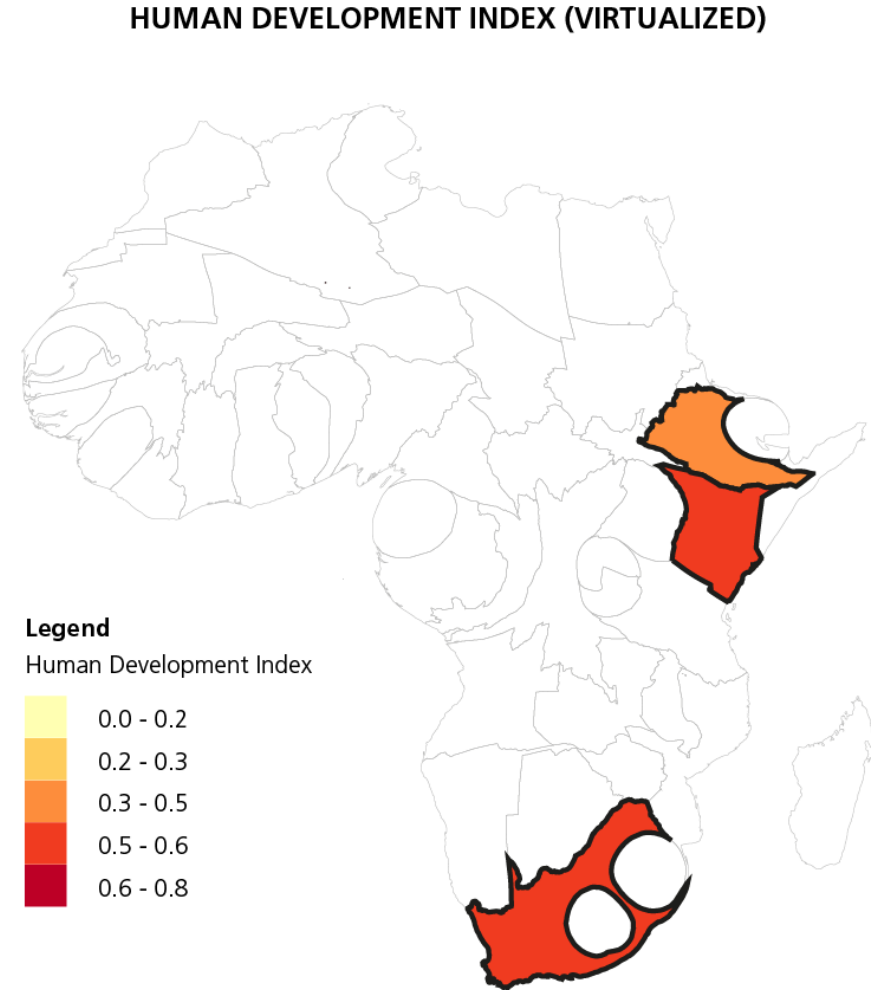 HUMAN DEVELOPMENT INDEX (VIRTUALIZED)
Legend
Human Development Index
0.0 - 0.2
0.2 - 0.3
0.3 - 0.5
0.5 - 0.6
0.6 - 0.8